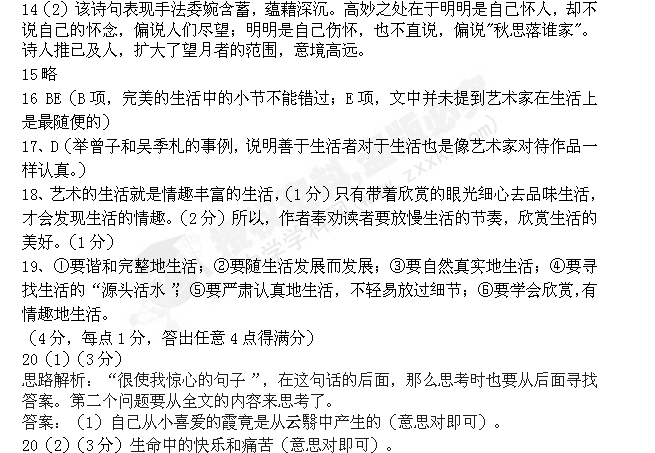 14（2）该诗句表现手法委婉含蓄，蕴藉深沉。高妙之处在于明明是自己怀人，却不
说自己的怀念，偏说人们尽望；明明是自己伤怀，也不直说，偏说"秋思落谁家"。
诗人推己及人，扩大了望月者的范围，意境高远。
15略
16 BE（B项，完美的生活中的小节不能错过；E项，文中并未提到艺术家在生活上
是最随便的）
17、D（举曾子和吴季札的事例，说明善于生活者对于生活也是像艺术家对待作品一
样认真。）
18、艺术的生活就是情趣丰富的生活，（1分）只有带着欣赏的眼光细心去品味生活，
才会发现生活的情趣。（2分）所以，作者奉劝读者要放慢生活的节奏，欣赏生活的
美好。（1分）
19、①要谐和完整地生活；②要随生活发展而发展；③要自然真实地生活；④要寻
找生活的“源头活水”；⑤要严肃认真地生活，不轻易放过细节；⑥要学会欣赏,有
情趣地生活。
（4分，每点1分，答出任意4点得满分）
20（1）（3分）
思路解析：“很使我惊心的句子”，在这句话的后面，那么思考时也要从后面寻找
答案。第二个问题要从全文的内容来思考了。
答案：（1）自己从小喜爱的霞竟是从云翳中产生的（意思对即可）。
20（2）（3分）生命中的快乐和痛苦（意思对即可）。